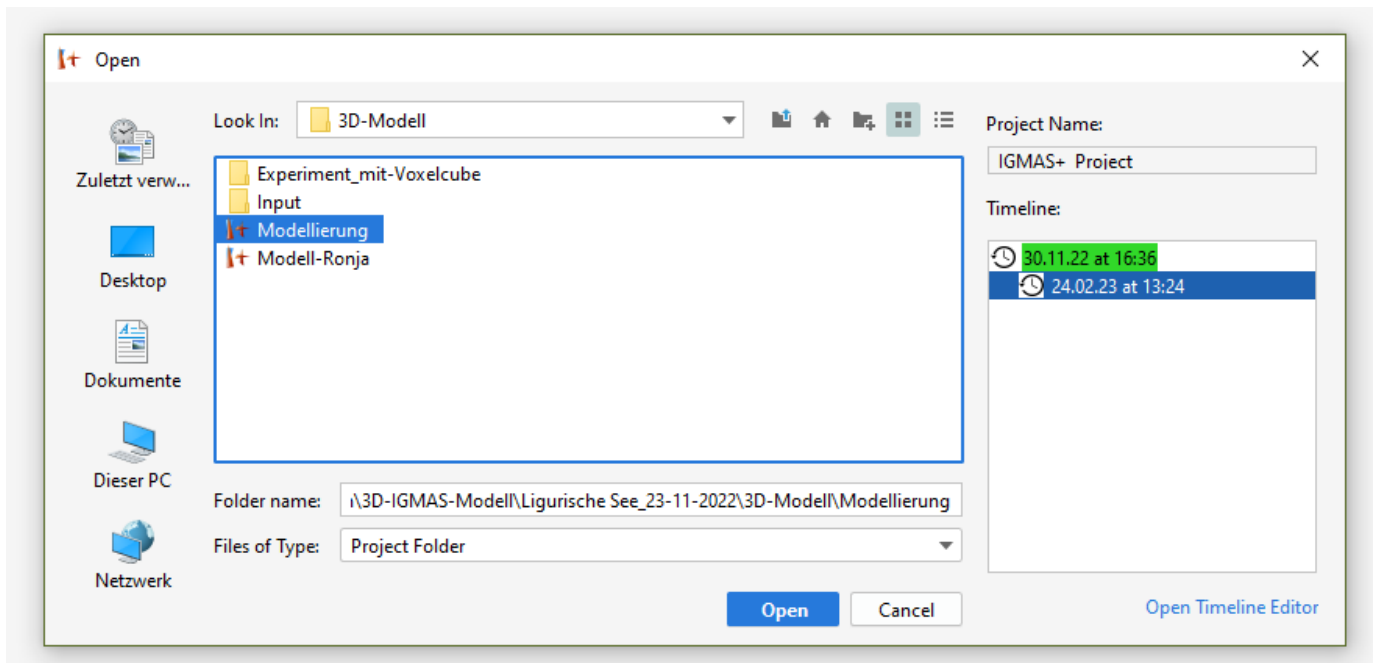 Open
Look In: 3D-Modell
Zuletzt verw...
Desktop
Dokumente
Dieser PC
Netzwerk
Experiment_mit-Voxelcube
Input
Modellierung
Modell-Ronja
Folder name: \3D-IGMAS-Modell\Ligurische See_23-11-2022\3D-Modell\Modellierung
Files of Type: Project Folder
Open Cancel
Project Name:
IGMAS+ Project
Timeline:
30.11.22 at 16:36
24.02.23 at 13:24
Open Timeline Editor